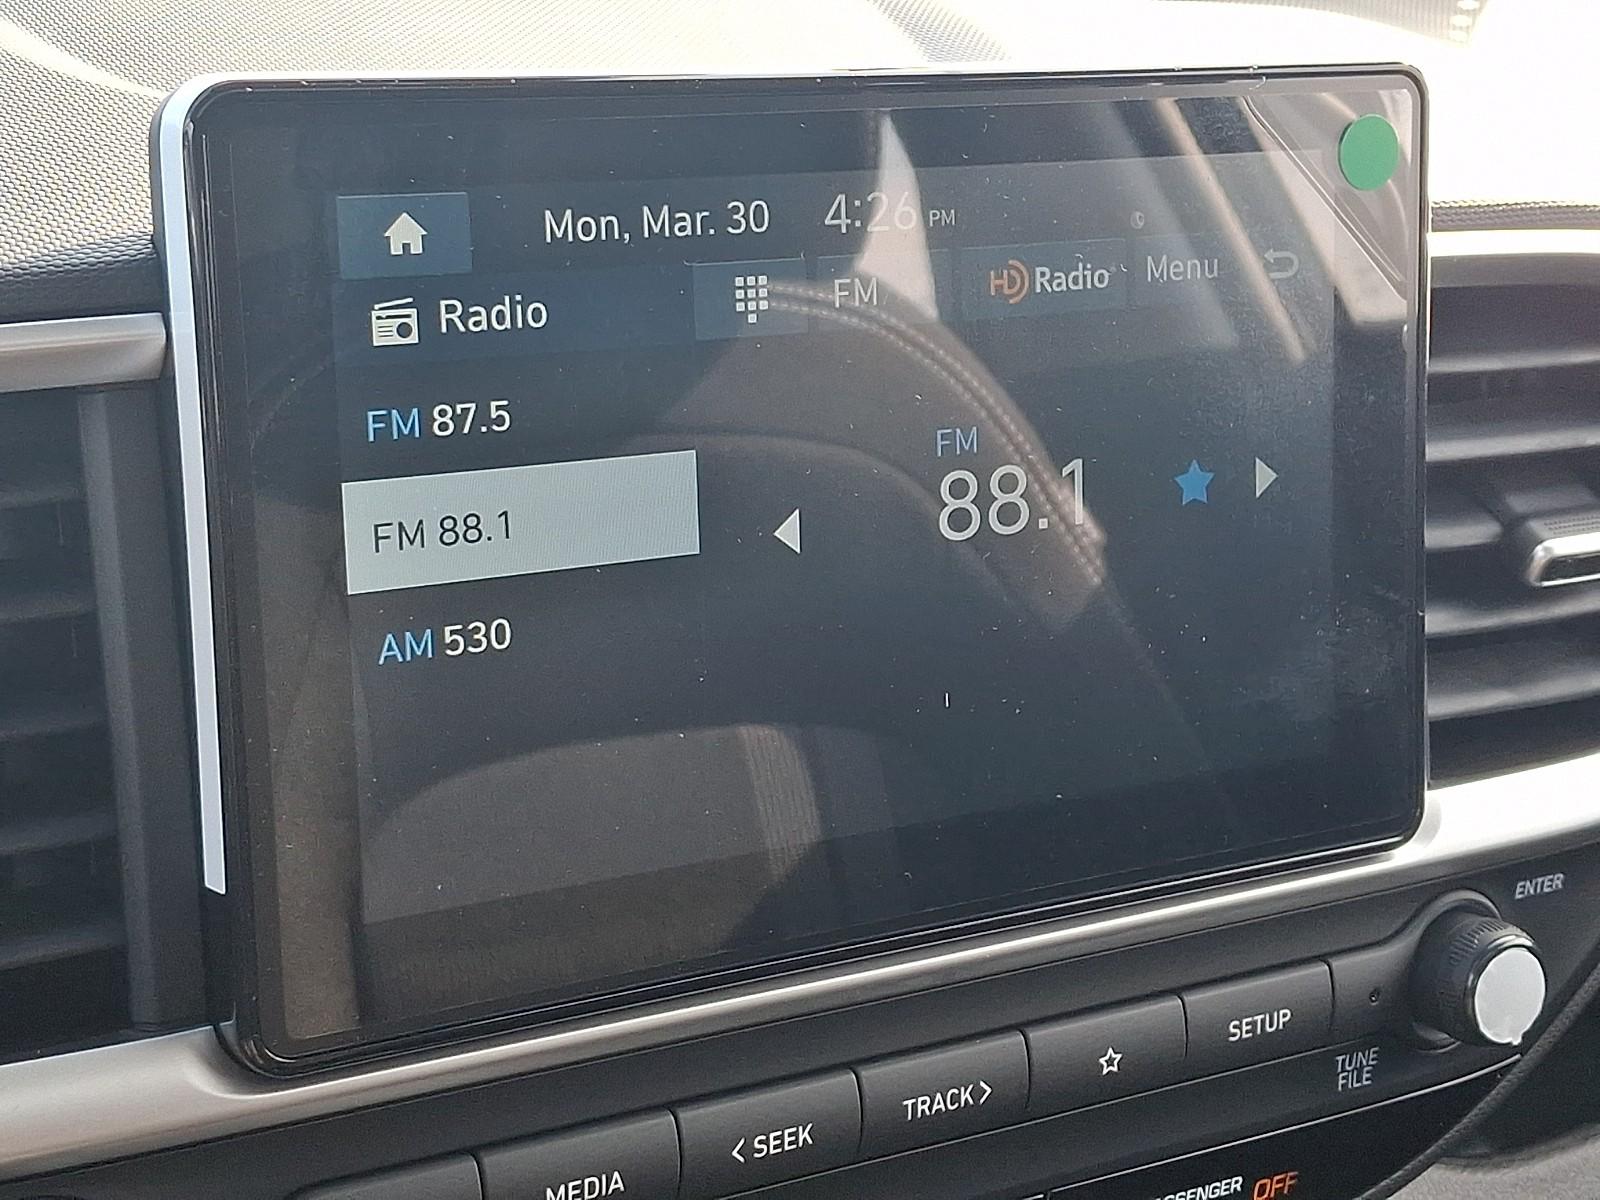 Mon, Mar. 30 4:26 PM
Radio FM HD Radio Menu
FM 87.5
FM 88.1
AM 530
FM
88.1
ENTER
TUNE
FILE
SETUP
TRACK >
< SEEK
MEDIA
OFF